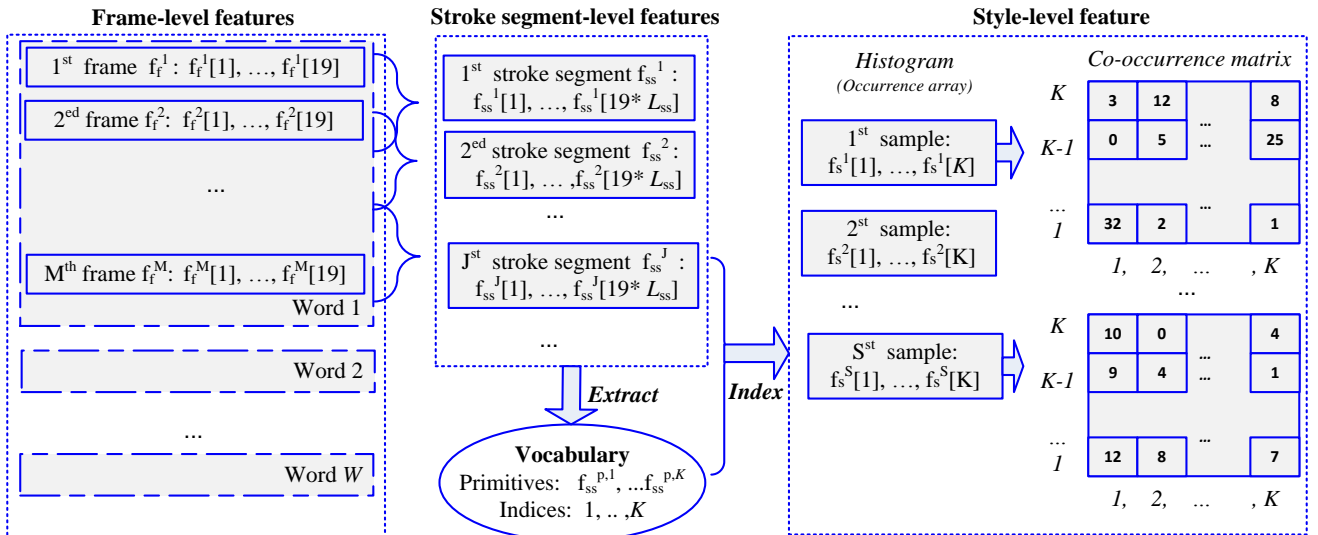 Frame-level features
1st frame ff1 : ff1[1], …, ff1[19]
2ed frame ff2: ff2[1], …, ff2[19]
...
Mth frame ffM: ffM[1], …, ffM[19]
Word 1
Word 2
...
Word W
Stroke segment-level features
1st stroke segment fss1 :
fss1[1], …, fss1[19* Lss]
2ed stroke segment fss2 :
fss2[1], … ,fss2[19* Lss]
...
Jst stroke segment fssJ :
fssJ[1], …, fssJ[19* Lss]
...
Extract
Index
Vocabulary
Primitives: fssp,1, ...fssp,K
Indices: 1, .. ,K
Style-level feature
Histogram
(Occurrence array)
1st sample:
fs1[1], …, fs1[K]
2st sample:
fs2[1], …, fs2[K]
...
Sst sample:
fsS[1], …, fsS[K]
Co-occurrence matrix
K 3 12 ... 8
K-1 0 5 ... 25
...
1 32 2 ... 1
1, 2, ... , K
...
K 10 0 ... 4
K-1 9 4 ... 1
...
1 12 8 ... 7
1, 2, ... , K